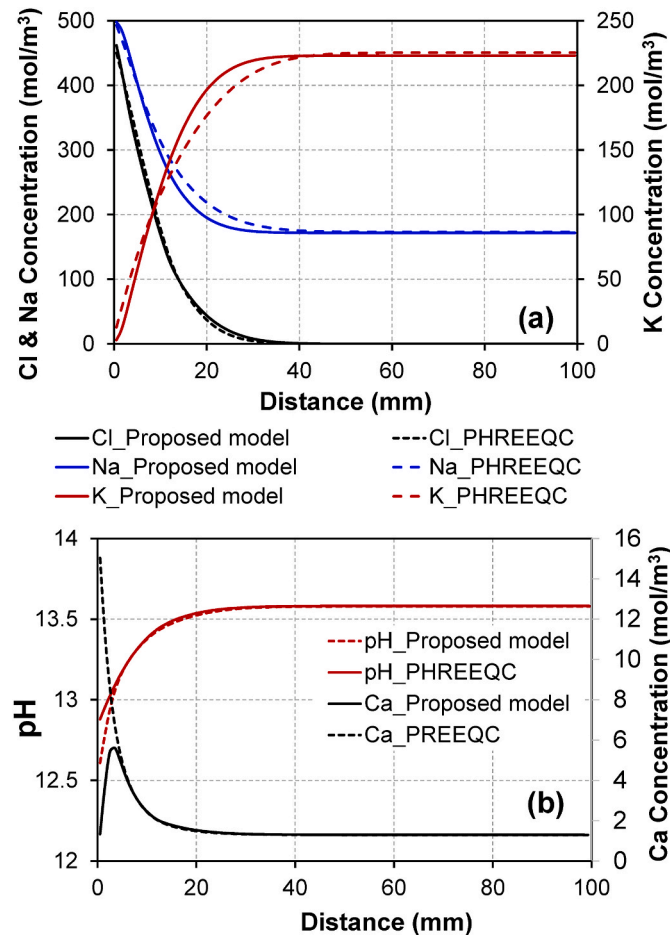 500
400
300
200
100
0
Cl & Na Concentration (mol/m³)
250
200
150
100
50
0
K Concentration (mol/m³)
(a)
0 20 40 60 80 100
Distance (mm)
Cl_Proposed model Cl_PHREEQC
Na_Proposed model Na_PHREEQC
K_Proposed model K_PHREEQC
14
13.5
13
12.5
12
pH
16
14
12
10
8
6
4
2
0
Ca Concentration (mol/m³)
pH_Proposed model
pH_PHREEQC
Ca_Proposed model
Ca_PREEQC
(b)
0 20 40 60 80 100
Distance (mm)